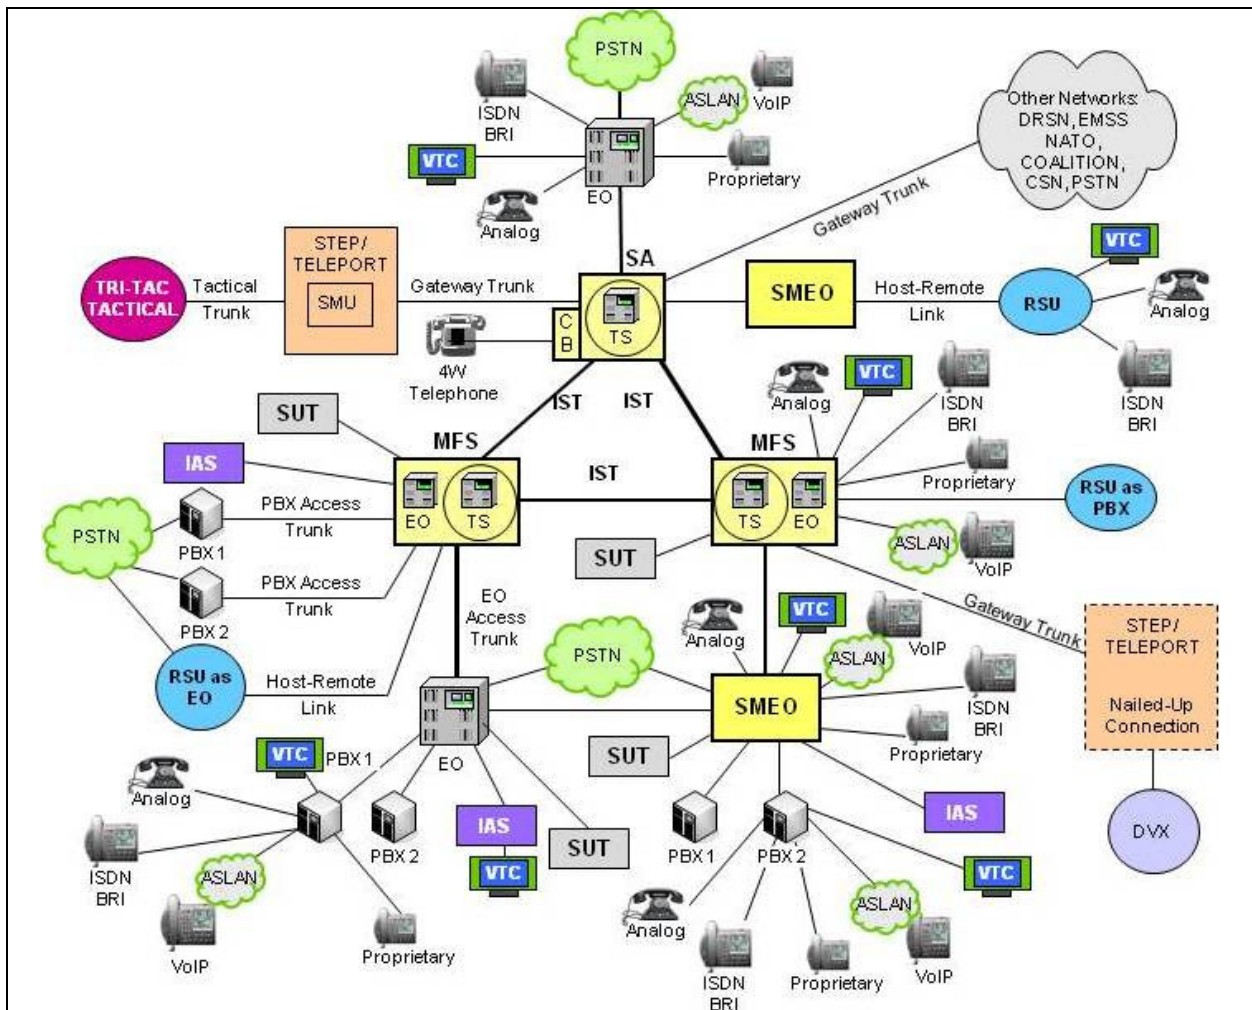 PSTN
ISDN
BRI
ASLAN
VoIP
VTC
EO
Proprietary
Analog
Other Networks:
DRSN, EMSS
NATO,
COALITION,
CSN, PSTN
Gateway Trunk
SA
STEP/
TELEPORT
SMU
TRI-TAC
TACTICAL
Tactical
Trunk
Gateway Trunk
C
B
TS
SMEO
Host-Remote
Link
RSU
VTC
Analog
ISDN
BRI
4W
Telephone
IST
IST
Analog
VTC
ISDN
BRI
SUT
MFS
MFS
IAS
EO
TS
IST
TS
EO
Proprietary
RSU as
PBX
PSTN
PBX 1
PBX Access
Trunk
SUT
ASLAN
VoIP
PBX 2
PBX Access
Trunk
EO
Access
Trunk
Gateway Trunk
STEP/
TELEPORT
Nailed-Up
Connection
RSU as
EO
Host-Remote
Link
PSTN
Analog
VTC
ASLAN
VoIP
SMEO
ISDN
BRI
Proprietary
SUT
EO
VTC
PBX 1
Analog
ISDN
BRI
ASLAN
VoIP
Proprietary
PBX 2
IAS
VTC
SUT
PBX 1
PBX 2
IAS
DVX
VTC
Analog
ISDN
BRI
Proprietary
ASLAN
VoIP